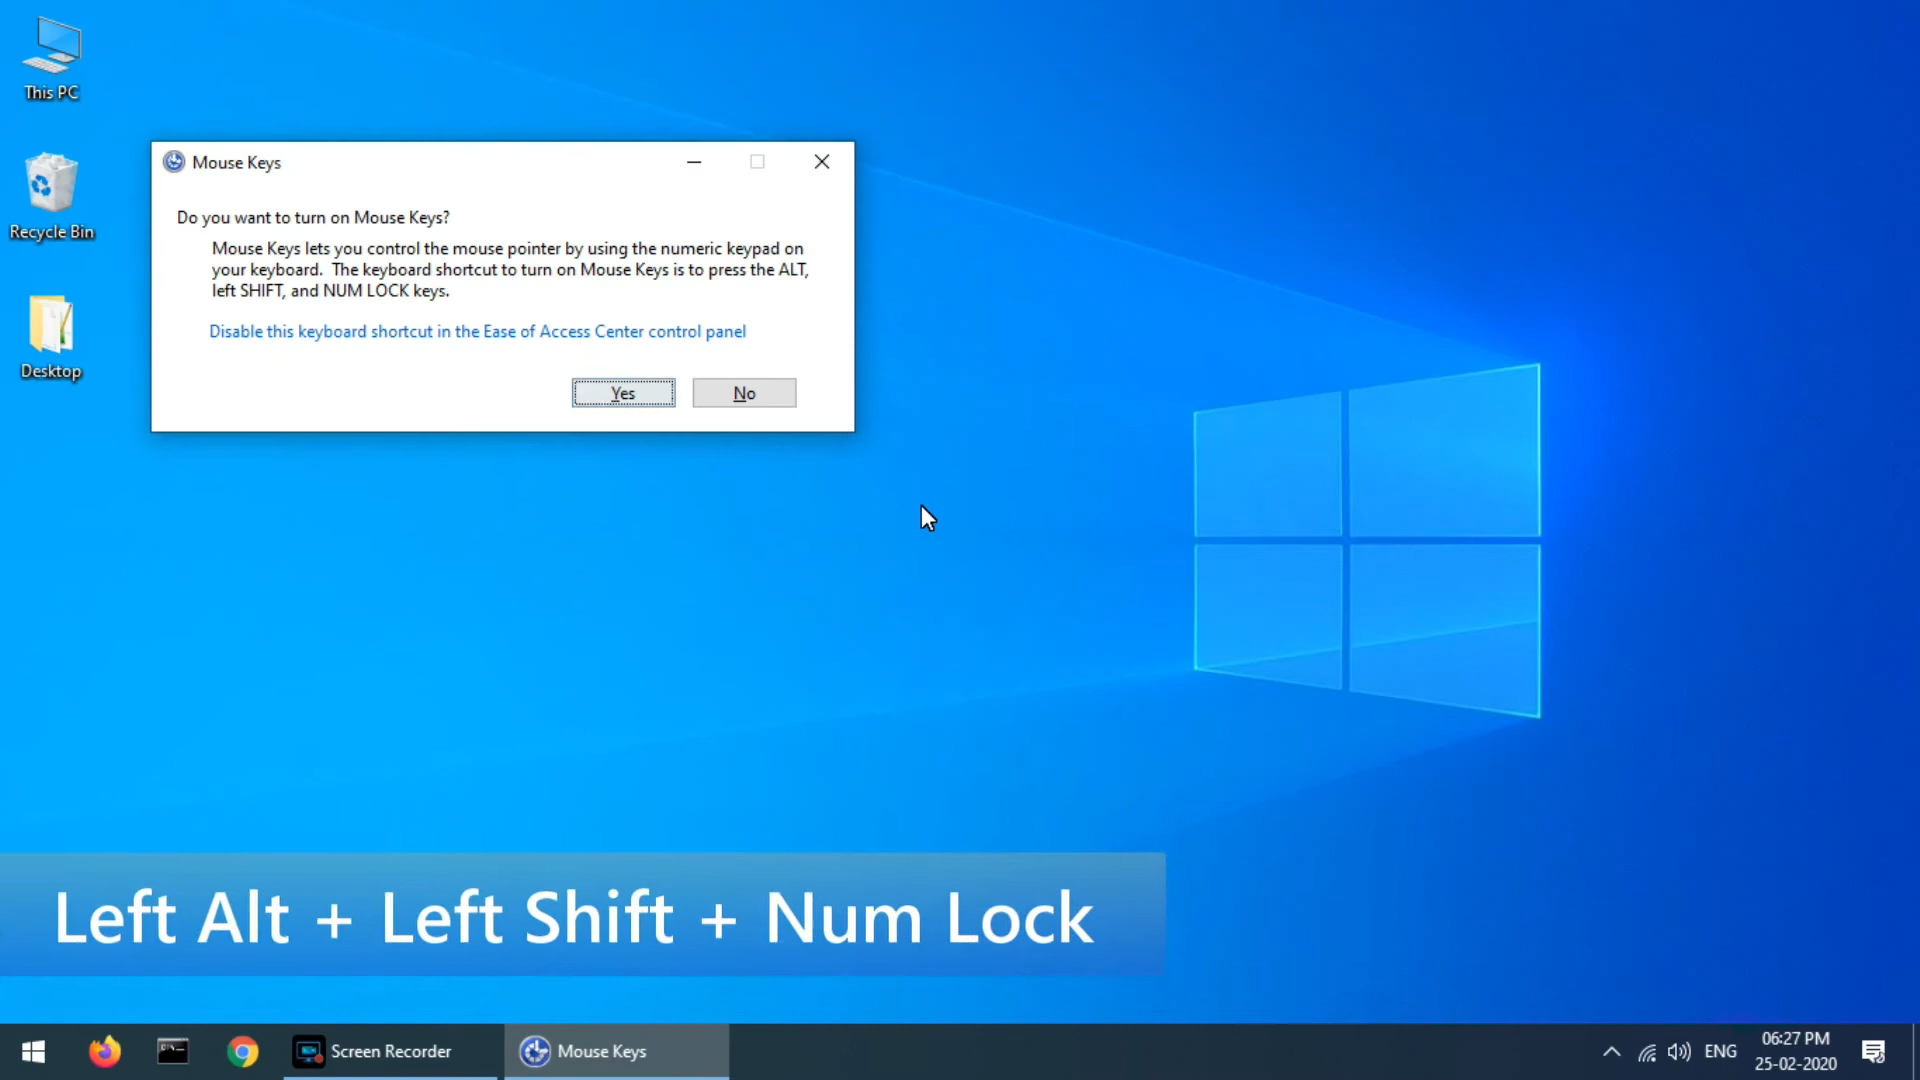 This PC
Recycle Bin
Desktop
Mouse Keys
Do you want to turn on Mouse Keys?
Mouse Keys lets you control the mouse pointer by using the numeric keypad on
your keyboard.  The keyboard shortcut to turn on Mouse Keys is to press the ALT,
left SHIFT, and NUM LOCK keys.
Disable this keyboard shortcut in the Ease of Access Center control panel
Yes
No
Left Alt + Left Shift + Num Lock
Screen Recorder
Mouse Keys
ENG
06:27 PM
25-02-2020